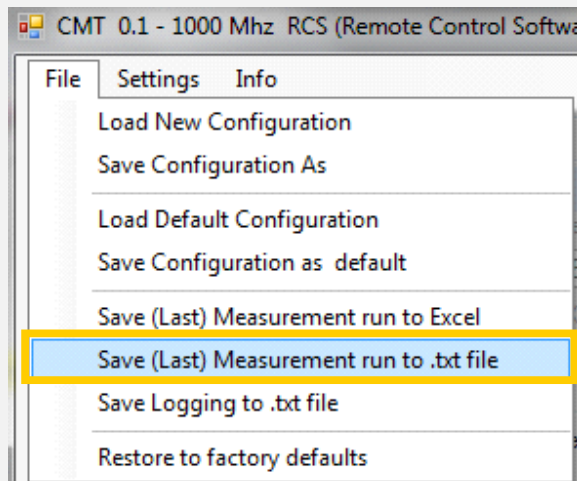 CMT 0.1 - 1000 Mhz RCS (Remote Control Softwa
File Settings Info
Load New Configuration
Save Configuration As
Load Default Configuration
Save Configuration as default
Save (Last) Measurement run to Excel
Save (Last) Measurement run to .txt file
Save Logging to .txt file
Restore to factory defaults